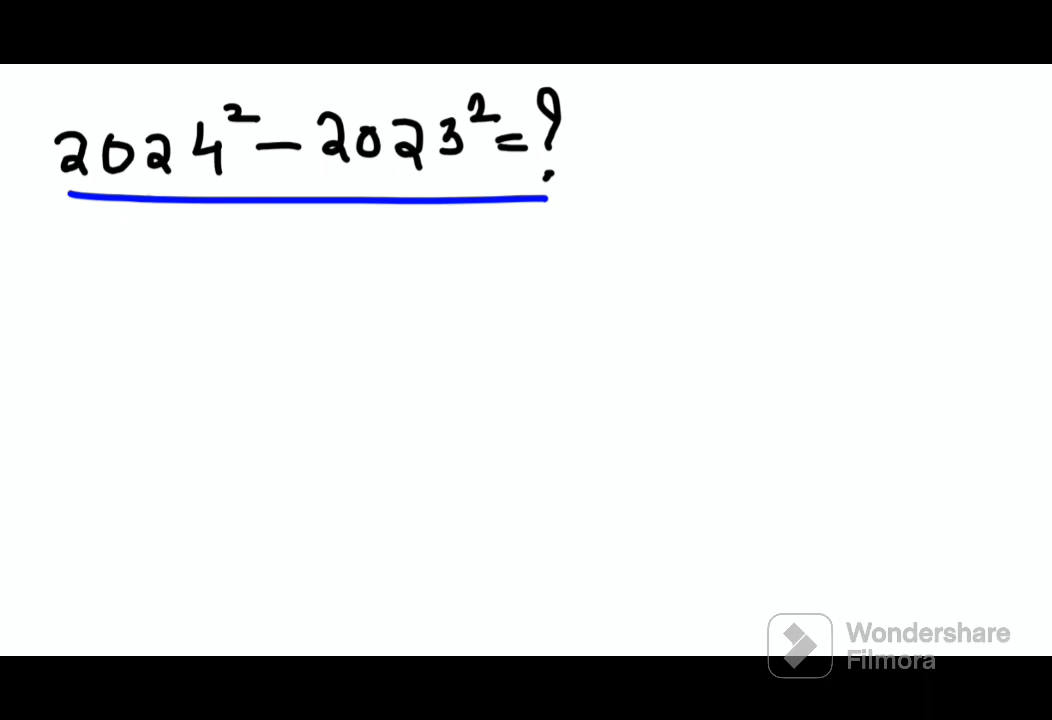 2024² – 2023² = ?
Wondershare
Filmora